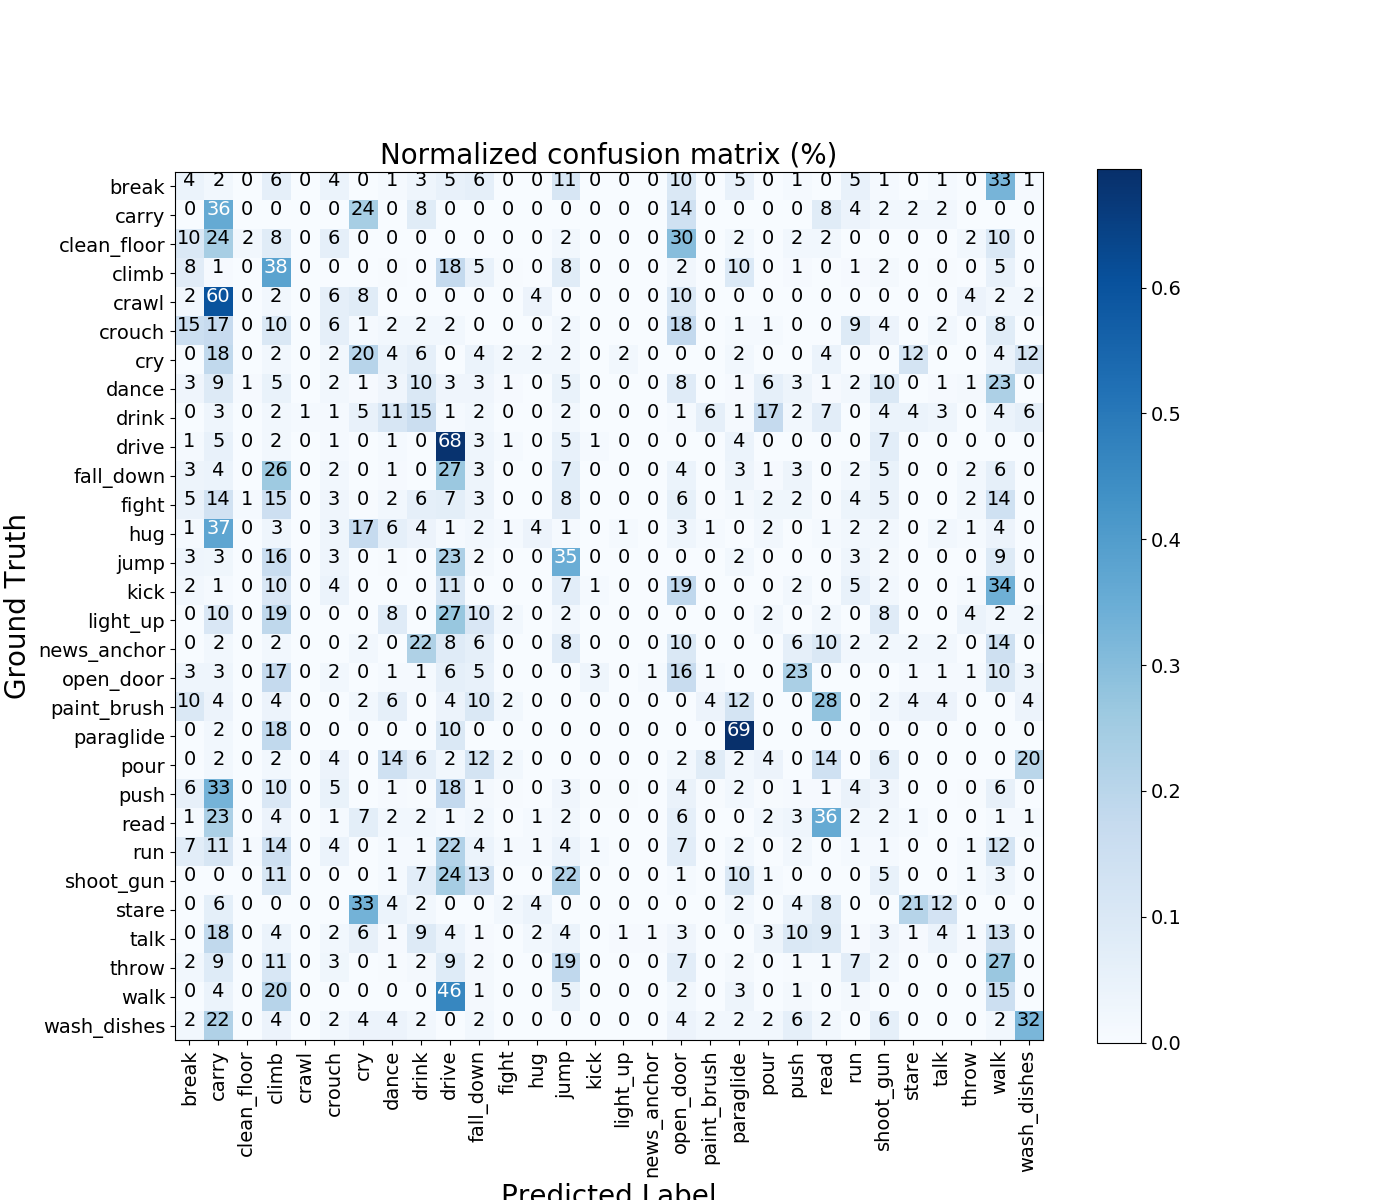 Normalized confusion matrix (%)
break 4 2 0 6 0 4 0 1 3 5 6 0 0 11 0 0 0 10 0 5 0 1 0 5 1 0 1 0 33 1
carry 0 36 0 0 0 0 24 0 8 0 0 0 0 0 0 0 0 14 0 0 0 0 8 4 2 2 2 0 0 0
clean_floor 10 24 2 8 0 6 0 0 0 0 0 0 0 2 0 0 0 30 0 2 0 2 2 0 0 0 0 2 10 0
climb 8 1 0 38 0 0 0 0 0 18 5 0 0 8 0 0 0 2 0 10 0 1 0 1 2 0 0 0 5 0
crawl 2 60 0 2 0 6 8 0 0 0 0 0 4 0 0 0 0 10 0 0 0 0 0 0 0 0 0 4 2 2
crouch 15 17 0 10 0 6 1 2 2 2 0 0 0 2 0 0 0 18 0 1 1 0 0 9 4 0 2 0 8 0
cry 0 18 0 2 0 2 20 4 6 0 4 2 2 2 0 2 0 0 0 2 0 0 4 0 0 12 0 0 4 12
dance 3 9 1 5 0 2 1 3 10 3 3 1 0 5 0 0 0 8 0 1 6 3 1 2 10 0 1 1 23 0
drink 0 3 0 2 1 1 5 11 15 1 2 0 0 2 0 0 0 1 6 1 17 2 7 0 4 4 3 0 4 6
drive 1 5 0 2 0 1 0 1 0 68 3 1 0 5 1 0 0 0 0 4 0 0 0 0 7 0 0 0 0 0
fall_down 3 4 0 26 0 2 0 1 0 27 3 0 0 7 0 0 0 4 0 3 1 3 0 2 5 0 0 2 6 0
fight 5 14 1 15 0 3 0 2 6 7 3 0 0 8 0 0 0 6 0 1 2 2 0 4 5 0 0 2 14 0
hug 1 37 0 3 0 3 17 6 4 1 2 1 4 1 0 1 0 3 1 0 2 0 1 2 2 0 2 1 4 0
jump 3 3 0 16 0 3 0 1 0 23 2 0 0 35 0 0 0 0 0 2 0 0 0 3 2 0 0 0 9 0
kick 2 1 0 10 0 4 0 0 0 11 0 0 0 7 1 0 0 19 0 0 0 2 0 5 2 0 0 1 34 0
light_up 0 10 0 19 0 0 0 8 0 27 10 2 0 2 0 0 0 0 0 0 2 0 2 0 8 0 0 4 2 2
news_anchor 0 2 0 2 0 0 2 0 22 8 6 0 0 8 0 0 0 10 0 0 0 6 10 2 2 2 2 0 14 0
open_door 3 3 0 17 0 2 0 1 1 6 5 0 0 0 3 0 1 16 1 0 0 23 0 0 0 1 1 1 10 3
paint_brush 10 4 0 4 0 0 2 6 0 4 10 2 0 0 0 0 0 0 4 12 0 0 28 0 2 4 4 0 0 4
paraglide 0 2 0 18 0 0 0 0 0 10 0 0 0 0 0 0 0 0 0 69 0 0 0 0 0 0 0 0 0 0
pour 0 2 0 2 0 4 0 14 6 2 12 2 0 0 0 0 0 2 8 2 4 0 14 0 6 0 0 0 0 20
push 6 33 0 10 0 5 0 1 0 18 1 0 0 3 0 0 0 4 0 2 0 1 1 4 3 0 0 0 6 0
read 1 23 0 4 0 1 7 2 2 1 2 0 1 2 0 0 0 6 0 0 2 3 36 2 2 1 0 0 1 1
run 7 11 1 14 0 4 0 1 1 22 4 1 1 4 1 0 0 7 0 2 0 2 0 1 1 0 0 1 12 0
shoot_gun 0 0 0 11 0 0 0 1 7 24 13 0 0 22 0 0 0 1 0 10 1 0 0 0 5 0 0 1 3 0
stare 0 6 0 0 0 0 33 4 2 0 0 2 4 0 0 0 0 0 0 2 0 4 8 0 0 21 12 0 0 0
talk 0 18 0 4 0 2 6 1 9 4 1 0 2 4 0 1 1 3 0 0 3 10 9 1 3 1 4 1 13 0
throw 2 9 0 11 0 3 0 1 2 9 2 0 0 19 0 0 0 7 0 2 0 1 1 7 2 0 0 0 27 0
walk 0 4 0 20 0 0 0 0 0 46 1 0 0 5 0 0 0 2 0 3 0 1 0 1 0 0 0 0 15 0
wash_dishes 2 22 0 4 0 2 4 4 2 0 2 0 0 0 0 0 0 4 2 2 2 6 2 0 6 0 0 0 2 32
break carry clean_floor climb crawl crouch cry dance drink drive fall_down fight hug jump kick light_up news_anchor open_door paint_brush paraglide pour push read run shoot_gun stare talk throw walk wash_dishes
Predicted Label
Ground Truth
0.6
0.5
0.4
0.3
0.2
0.1
0.0